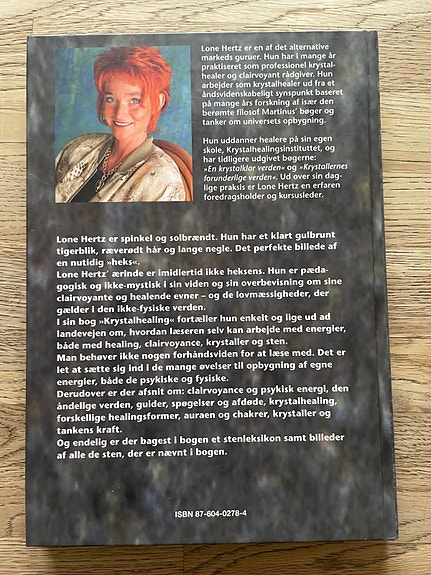 Lone Hertz er en af det alternative
markeds guruer. Hun har i mange år
praktiseret som professionel krystal-
healer og clairvoyant rådgiver. Hun
arbejder som krystalhealer ud fra et
åndsvidenskabeligt synspunkt baseret
på mange års forskning af især den
berømte filosof Martinus' bøger og
tanker om universets opbygning.
Hun uddanner healere på sin egen
skole, Krystalhealingsinstituttet, og
har tidligere udgivet bøgerne:
»En krystalklar verden« og »Krystallernes
forunderlige verden«. Ud over sin dag-
lige praksis er Lone Hertz en erfaren
foredragsholder og kursusleder.
Lone Hertz er spinkel og solbrændt. Hun har et klart gulbrunt
tigerblik, ræverødt hår og lange negle. Det perfekte billede af
en nutidig »heks«.
Lone Hertz' ærinde er imidlertid ikke heksens. Hun er pæda-
gogisk og ikke-mystisk i sin viden og sin overbevisning om sine
clairvoyante og healende evner – og de lovmæssigheder, der
gælder i den ikke-fysiske verden.
I sin bog »Krystalhealing« fortæller hun enkelt og lige ud ad
landevejen om, hvordan læseren selv kan arbejde med energier,
både med healing, clairvoyance, krystaller og sten.
Man behøver ikke nogen forhåndsviden for at læse med. Det er
let at sætte sig ind i de mange øvelser til opbygning af egne
energier, både de psykiske og fysiske.
Derudover er der afsnit om: clairvoyance og psykisk energi, den
åndelige verden, guider, spøgelser og afdøde, krystalhealing,
forskellige healingsformer, auraen og chakrer, krystaller og
tankens kraft.
Og endelig er der bagest i bogen et stenleksikon samt billeder
af alle de sten, der er nævnt i bogen.
ISBN 87-604-0278-4